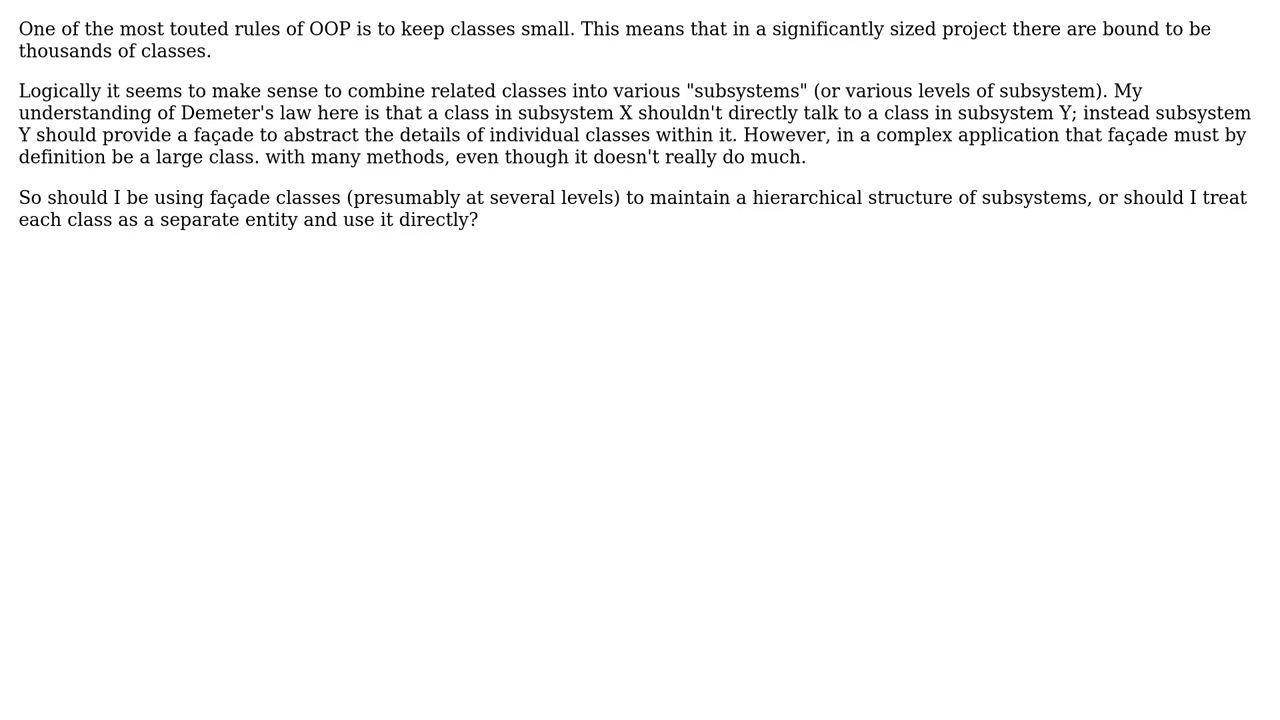 One of the most touted rules of OOP is to keep classes small. This means that in a significantly sized project there are bound to be
thousands of classes.
Logically it seems to make sense to combine related classes into various "subsystems" (or various levels of subsystem). My
understanding of Demeter's law here is that a class in subsystem X shouldn't directly talk to a class in subsystem Y; instead subsystem
Y should provide a façade to abstract the details of individual classes within it. However, in a complex application that façade must by
definition be a large class. with many methods, even though it doesn't really do much.
So should I be using façade classes (presumably at several levels) to maintain a hierarchical structure of subsystems, or should I treat
each class as a separate entity and use it directly?